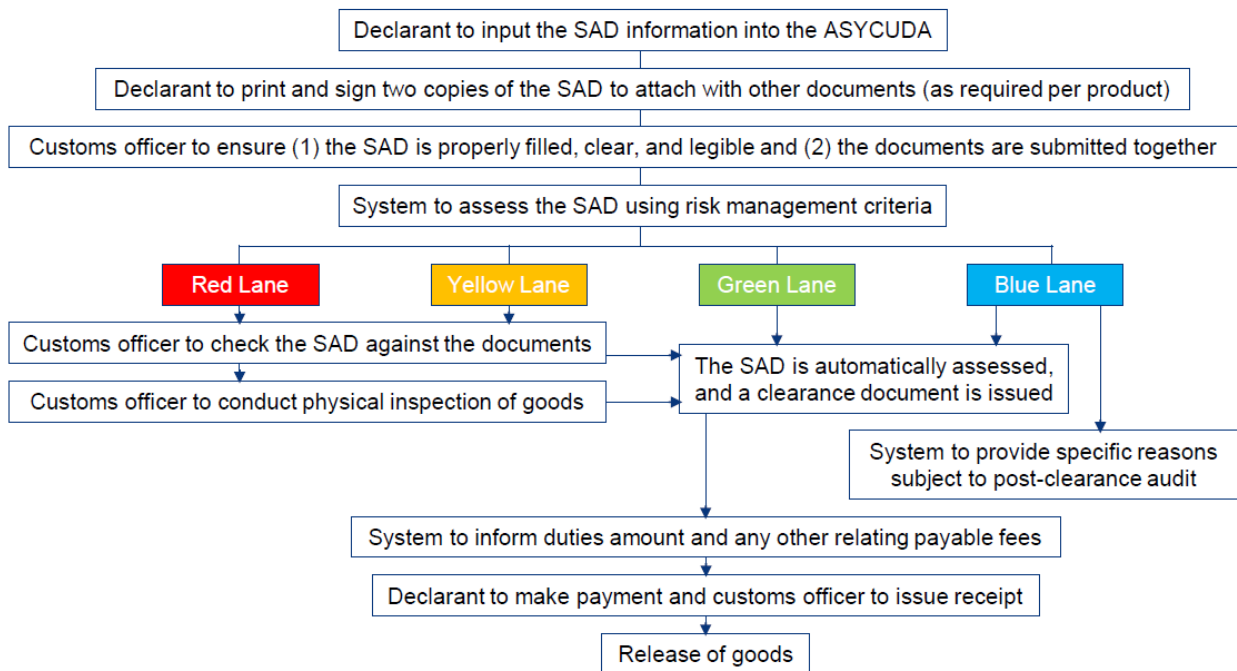 Declarant to input the SAD information into the ASYCUDA
Declarant to print and sign two copies of the SAD to attach with other documents (as required per product)
Customs officer to ensure (1) the SAD is properly filled, clear, and legible and (2) the documents are submitted together
System to assess the SAD using risk management criteria
Red Lane
Yellow Lane
Green Lane
Blue Lane
Customs officer to check the SAD against the documents
Customs officer to conduct physical inspection of goods
The SAD is automatically assessed,
and a clearance document is issued
System to provide specific reasons
subject to post-clearance audit
System to inform duties amount and any other relating payable fees
Declarant to make payment and customs officer to issue receipt
Release of goods